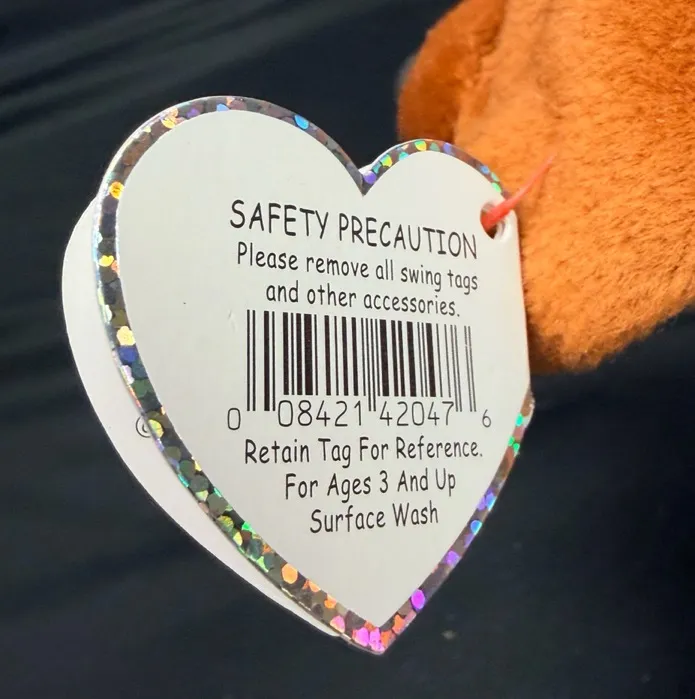 SAFETY PRECAUTION
Please remove all swing tags
and other accessories.
0 08421 42047 6
Retain Tag For Reference.
For Ages 3 And Up
Surface Wash
©